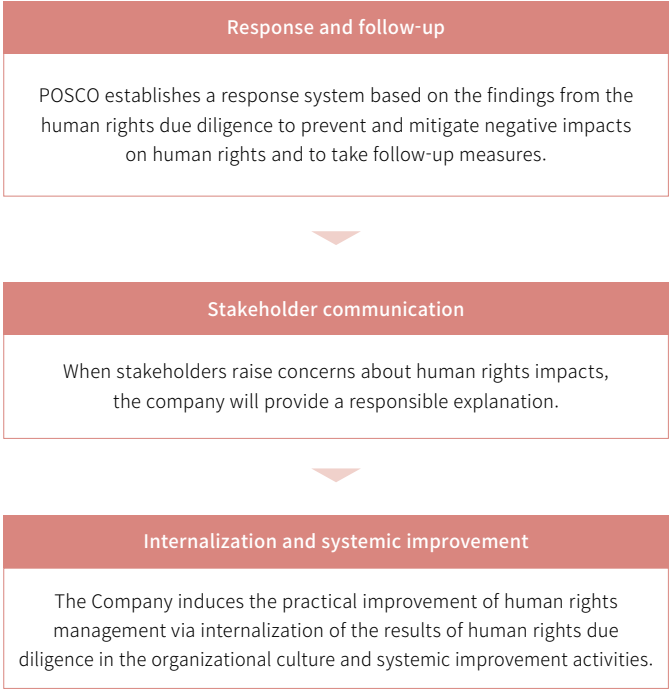 Response and follow-up
POSCO establishes a response system based on the findings from the
human rights due diligence to prevent and mitigate negative impacts
on human rights and to take follow-up measures.
Stakeholder communication
When stakeholders raise concerns about human rights impacts,
the company will provide a responsible explanation.
Internalization and systemic improvement
The Company induces the practical improvement of human rights
management via internalization of the results of human rights due
diligence in the organizational culture and systemic improvement activities.